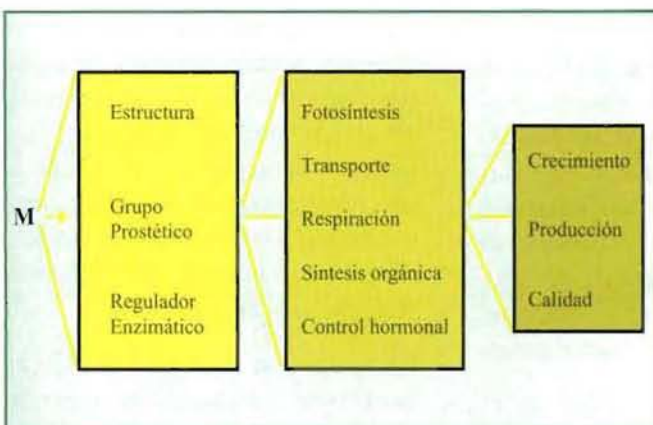 M
Estructura
Grupo
Prostético
Regulador
Enzimático
Fotosíntesis
Transporte
Respiración
Síntesis orgánica
Control hormonal
Crecimiento
Producción
Calidad